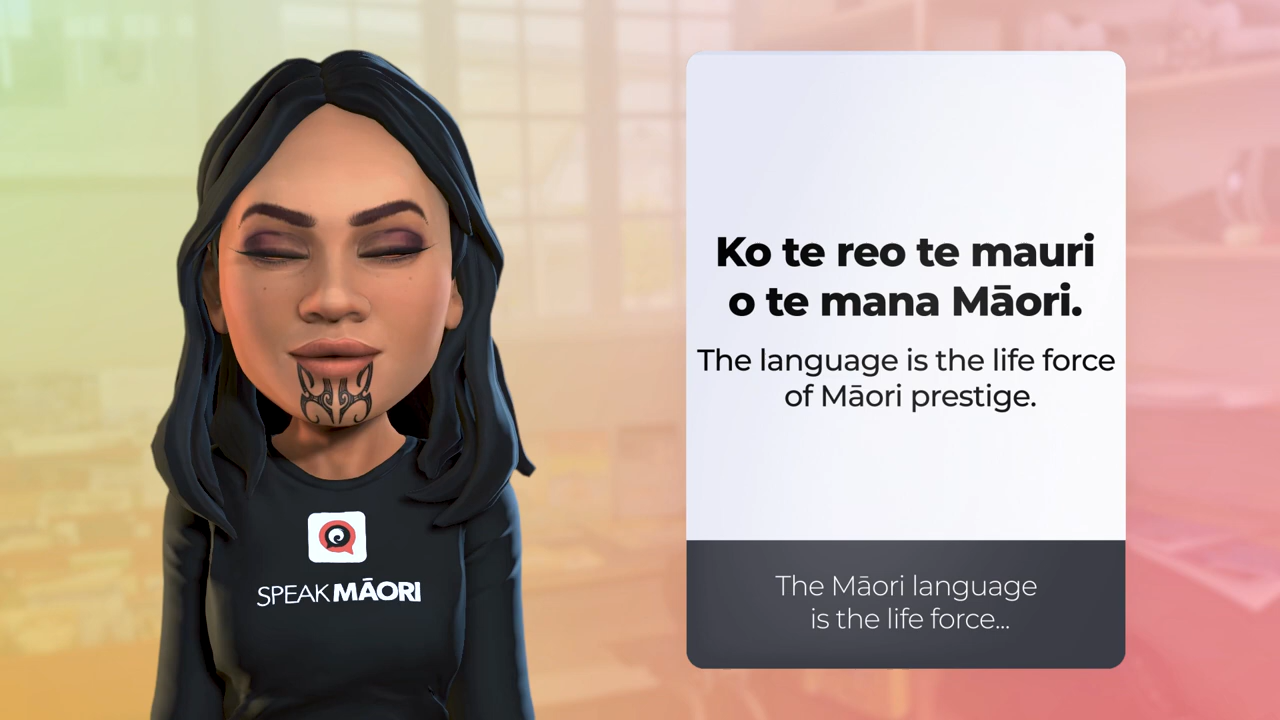 SPEAK MĀORI
Ko te reo te mauri
o te mana Māori.
The language is the life force
of Māori prestige.
The Māori language
is the life force...